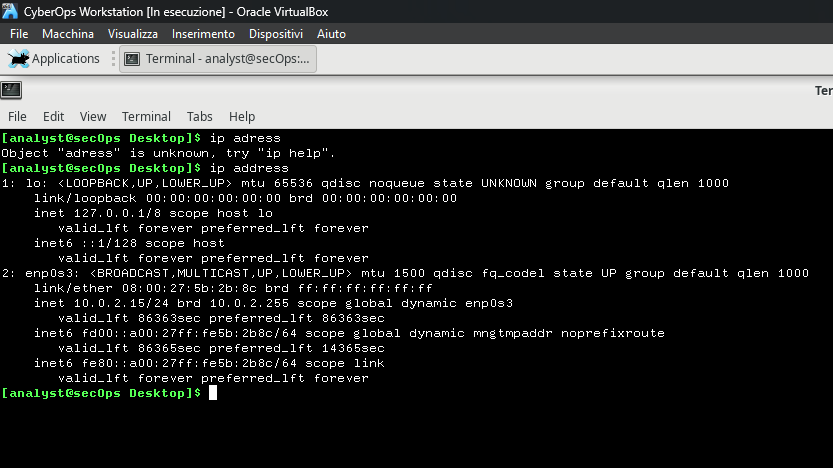 CyberOps Workstation [In esecuzione] - Oracle VirtualBox
File Macchina Visualizza Inserimento Dispositivi Aiuto
Applications Terminal - analyst@secOps:...
Ter
File Edit View Terminal Tabs Help
[analyst@secOps Desktop]$ ip adress
Object "adress" is unknown, try "ip help".
[analyst@secOps Desktop]$ ip address
1: lo: <LOOPBACK,UP,LOWER_UP> mtu 65536 qdisc noqueue state UNKNOWN group default qlen 1000
    link/loopback 00:00:00:00:00:00 brd 00:00:00:00:00:00
    inet 127.0.0.1/8 scope host lo
       valid_lft forever preferred_lft forever
    inet6 ::1/128 scope host
       valid_lft forever preferred_lft forever
2: enp0s3: <BROADCAST,MULTICAST,UP,LOWER_UP> mtu 1500 qdisc fq_codel state UP group default qlen 1000
    link/ether 08:00:27:5b:2b:8c brd ff:ff:ff:ff:ff:ff
    inet 10.0.2.15/24 brd 10.0.2.255 scope global dynamic enp0s3
       valid_lft 86363sec preferred_lft 86363sec
    inet6 fd00::a00:27ff:fe5b:2b8c/64 scope global dynamic mngtmpaddr noprefixroute
       valid_lft 86365sec preferred_lft 14365sec
    inet6 fe80::a00:27ff:fe5b:2b8c/64 scope link
       valid_lft forever preferred_lft forever
[analyst@secOps Desktop]$